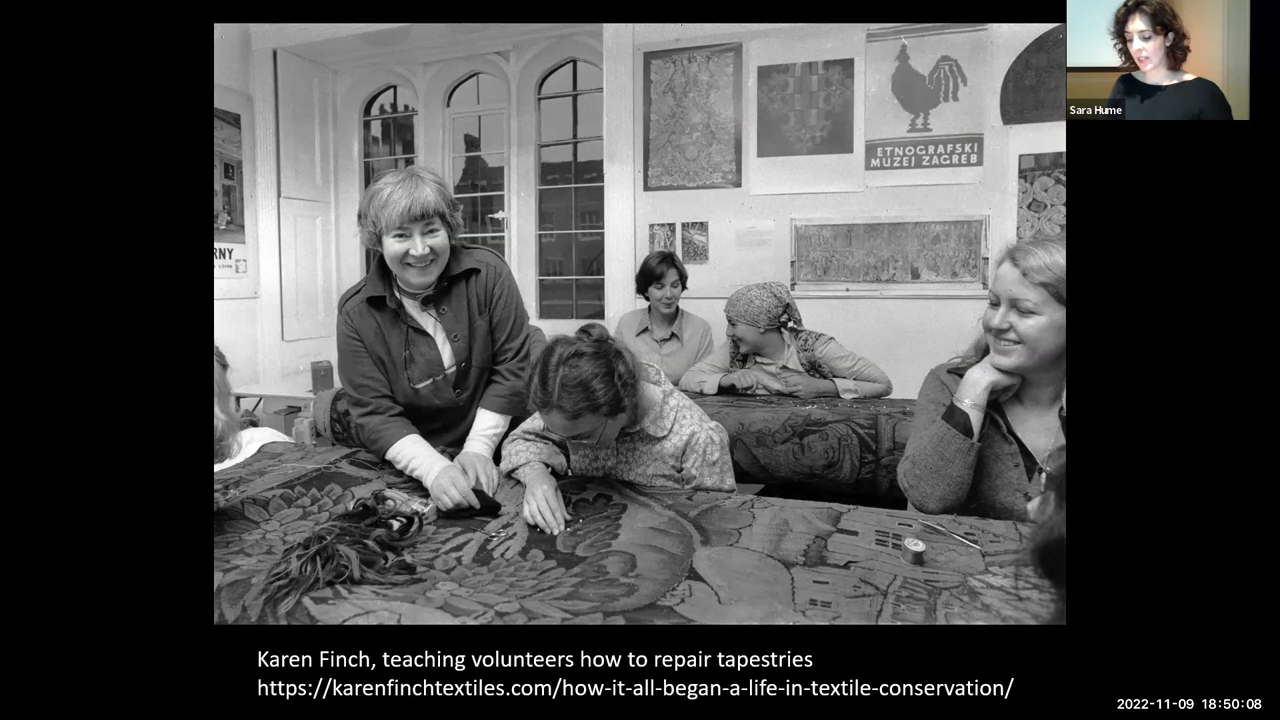 ETNOGRAFSKI
MUZEJ ZAGREB
RNY
Sara Hume
Karen Finch, teaching volunteers how to repair tapestries
https://karenfinchtextiles.com/how-it-all-began-a-life-in-textile-conservation/
2022-11-09 18:50:08